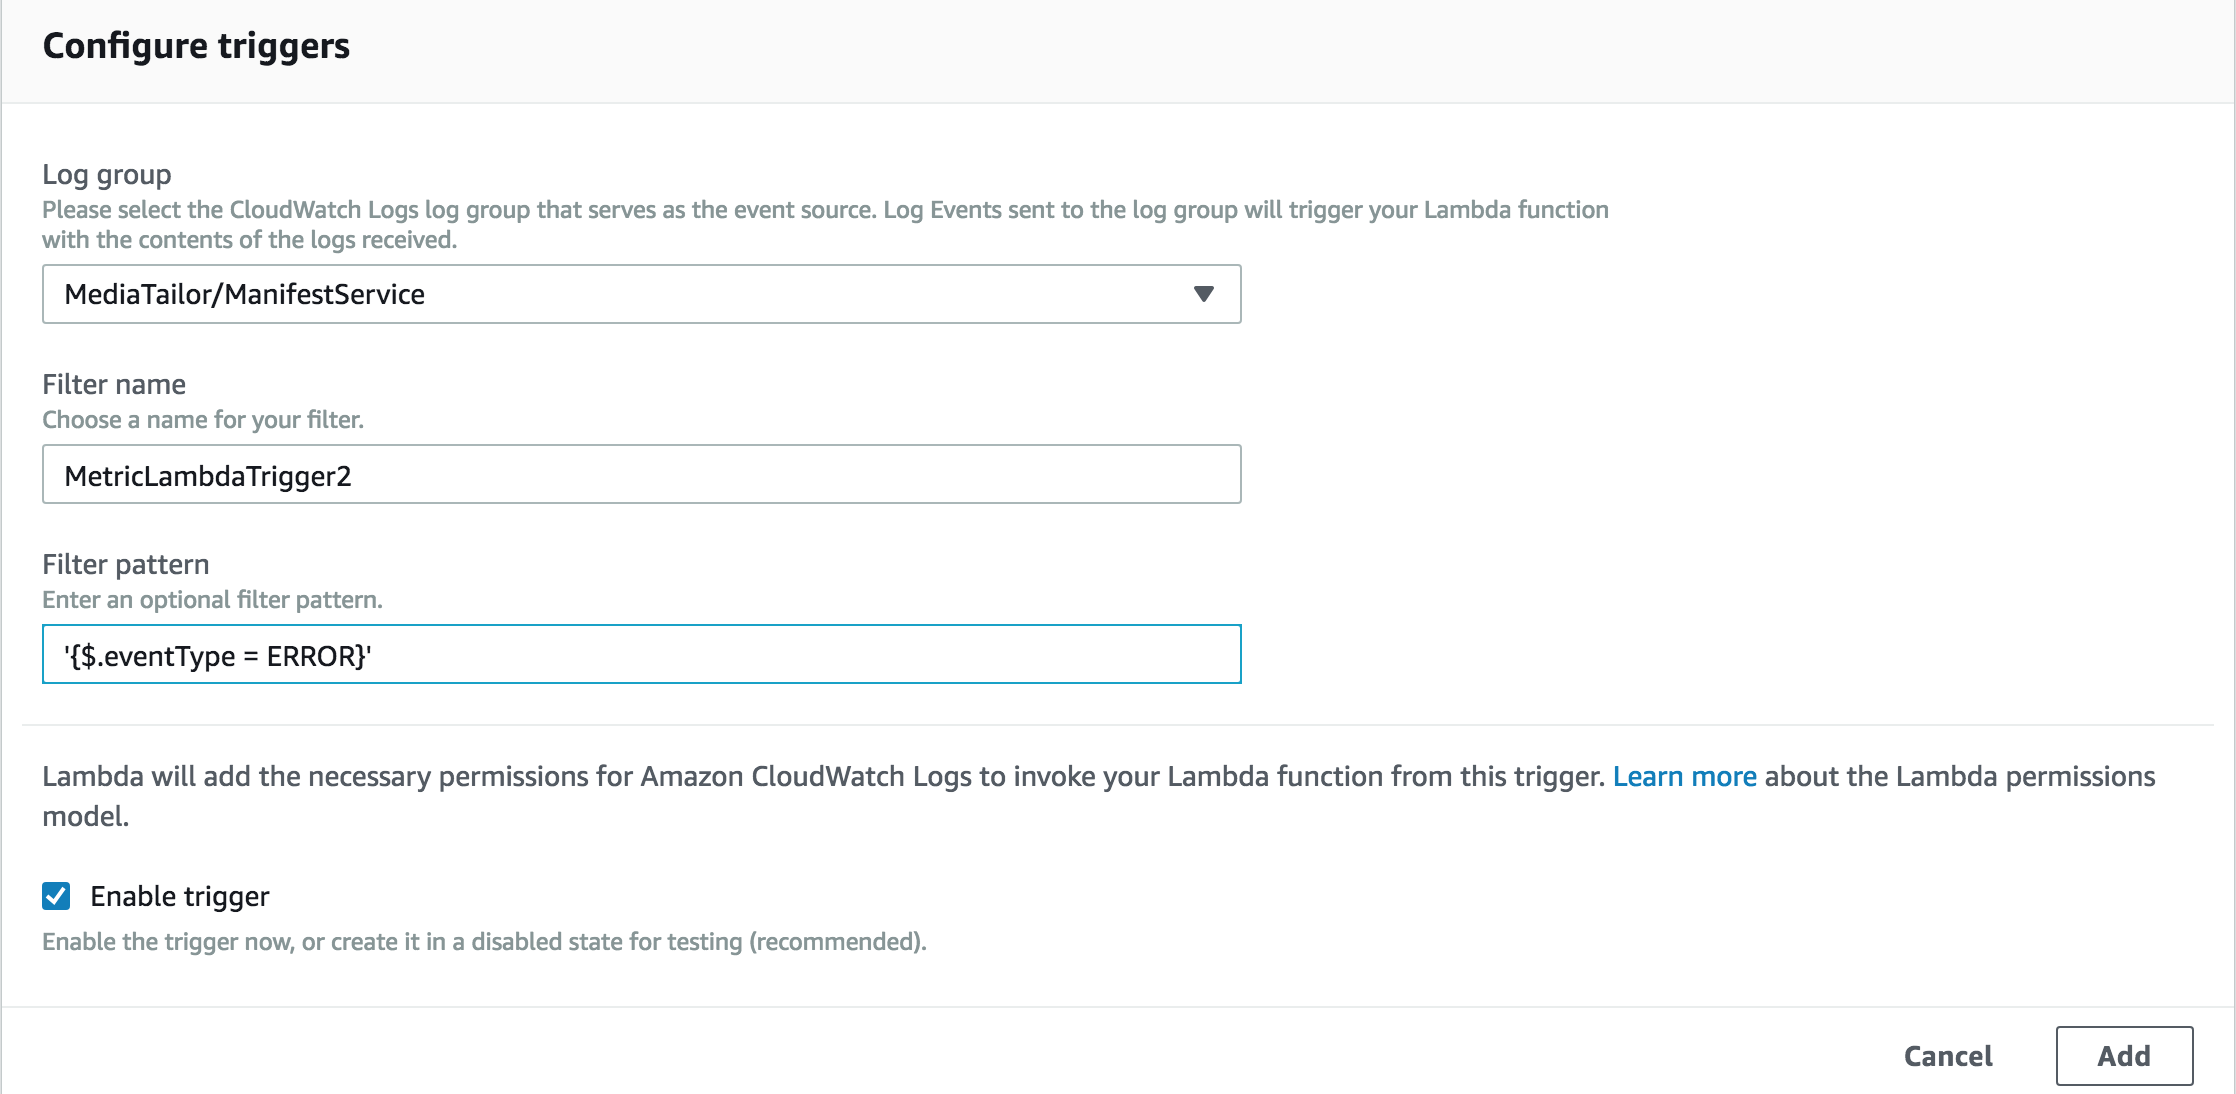 Configure triggers
Log group
Please select the CloudWatch Logs log group that serves as the event source. Log Events sent to the log group will trigger your Lambda function
with the contents of the logs received.
MediaTailor/ManifestService
Filter name
Choose a name for your filter.
MetricLambdaTrigger2
Filter pattern
Enter an optional filter pattern.
'{$.eventType = ERROR}'
Lambda will add the necessary permissions for Amazon CloudWatch Logs to invoke your Lambda function from this trigger. Learn more about the Lambda permissions
model.
Enable trigger
Enable the trigger now, or create it in a disabled state for testing (recommended).
Cancel Add